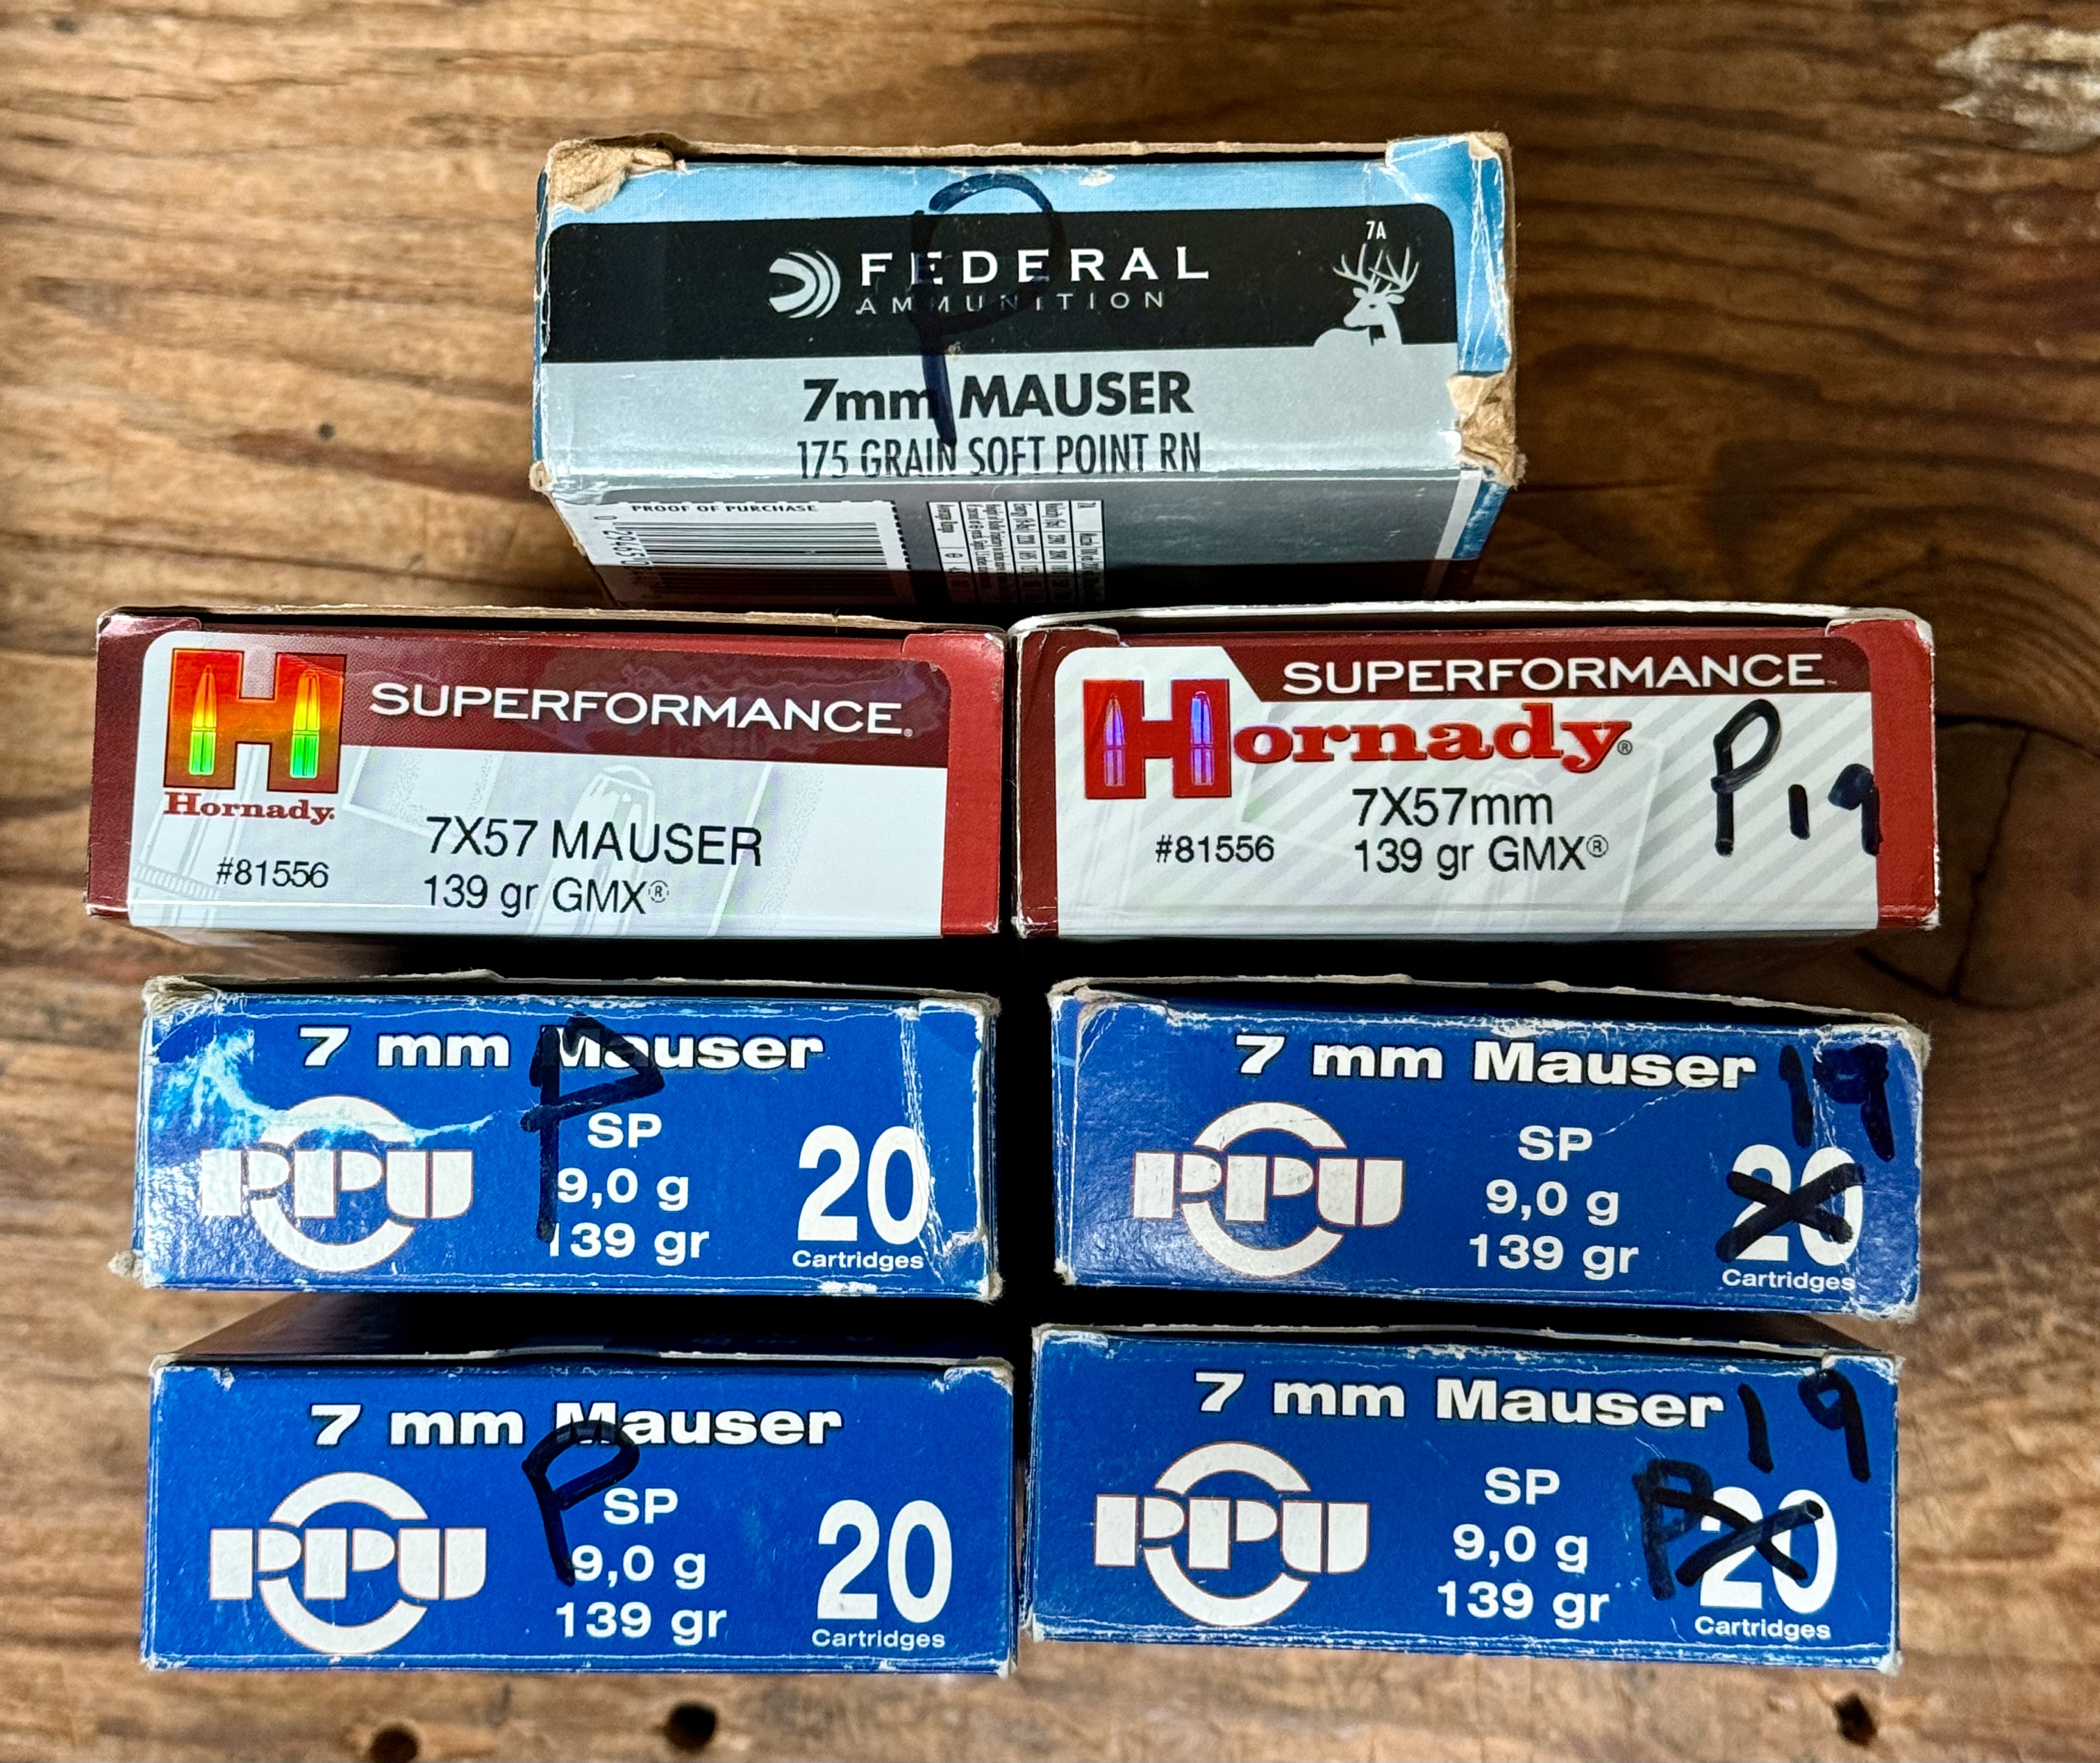 P
7A
FEDERAL
AMMUNITION
7mm MAUSER
175 GRAIN SOFT POINT RN
PROOF OF PURCHASE
SUPERFORMANCE®
Hornady®
7X57 MAUSER
#81556
139 gr GMX®
SUPERFORMANCE™
Hornady®
7X57mm
#81556
139 gr GMX®
P 19
7 mm Mauser
P
PPU
SP
9,0 g
139 gr
20
Cartridges
7 mm Mauser
19
PPU
SP
9,0 g
139 gr
20
Cartridges
7 mm Mauser
P
PPU
SP
9,0 g
139 gr
20
Cartridges
7 mm Mauser
19
PPU
SP
9,0 g
139 gr
P
20
Cartridges